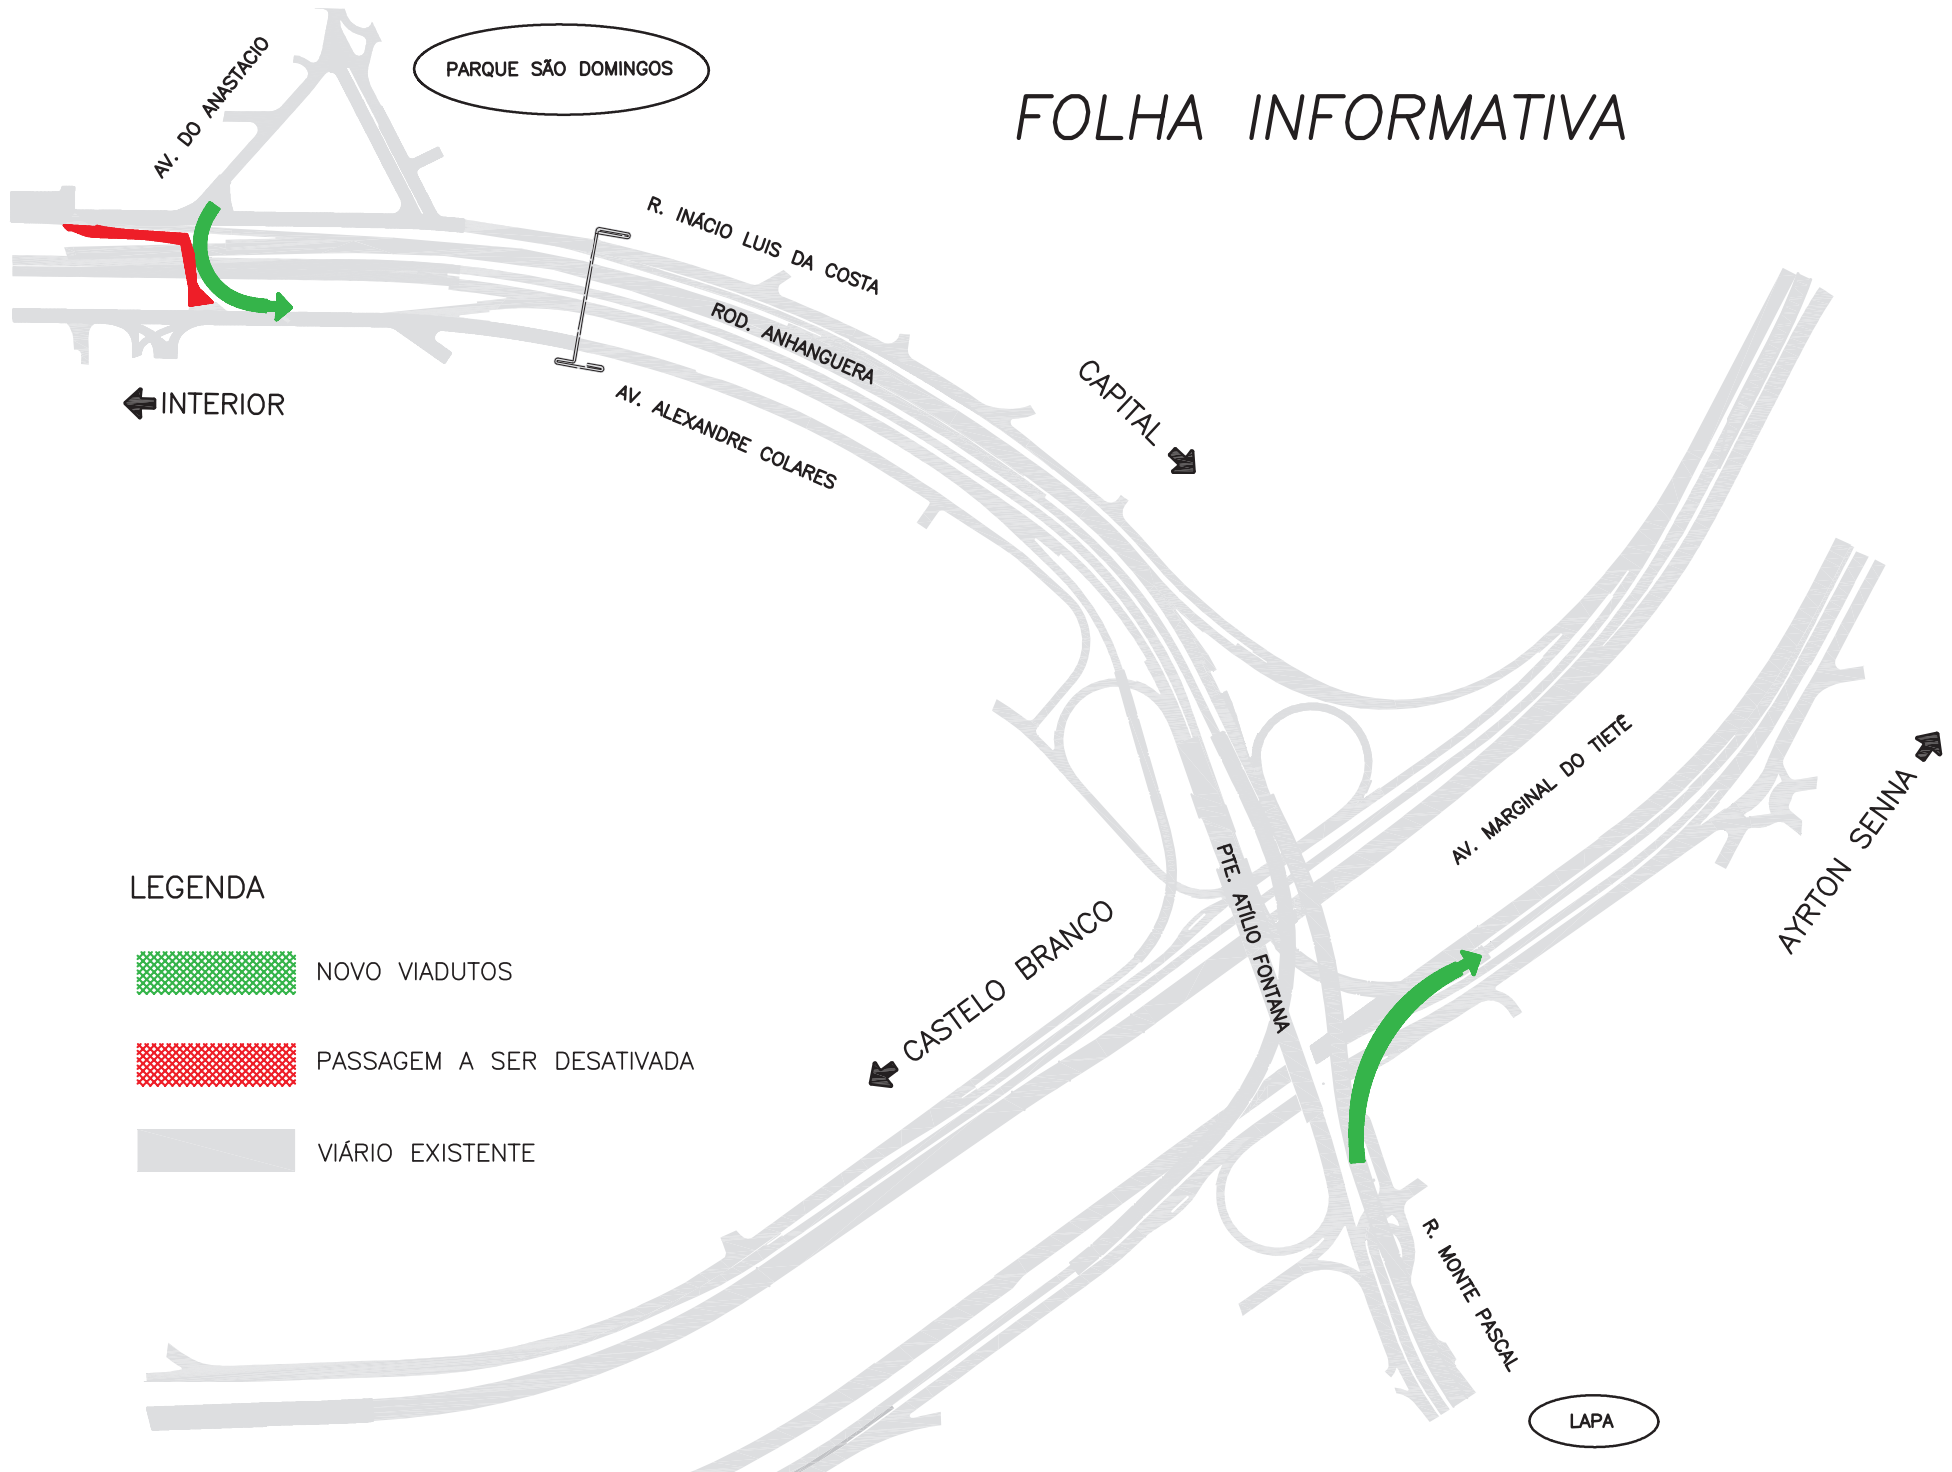 AV. DO ANASTACIO
PARQUE SÃO DOMINGOS
FOLHA INFORMATIVA
R. INÁCIO LUIS DA COSTA
ROD. ANHANGUERA
AV. ALEXANDRE COLARES
INTERIOR
CAPITAL
AV. MARGINAL DO TIETÊ
AYRTON SENNA
PTE. ATÍLIO FONTANA
CASTELO BRANCO
LEGENDA
NOVO VIADUTOS
PASSAGEM A SER DESATIVADA
VIÁRIO EXISTENTE
R. MONTE PASCAL
LAPA